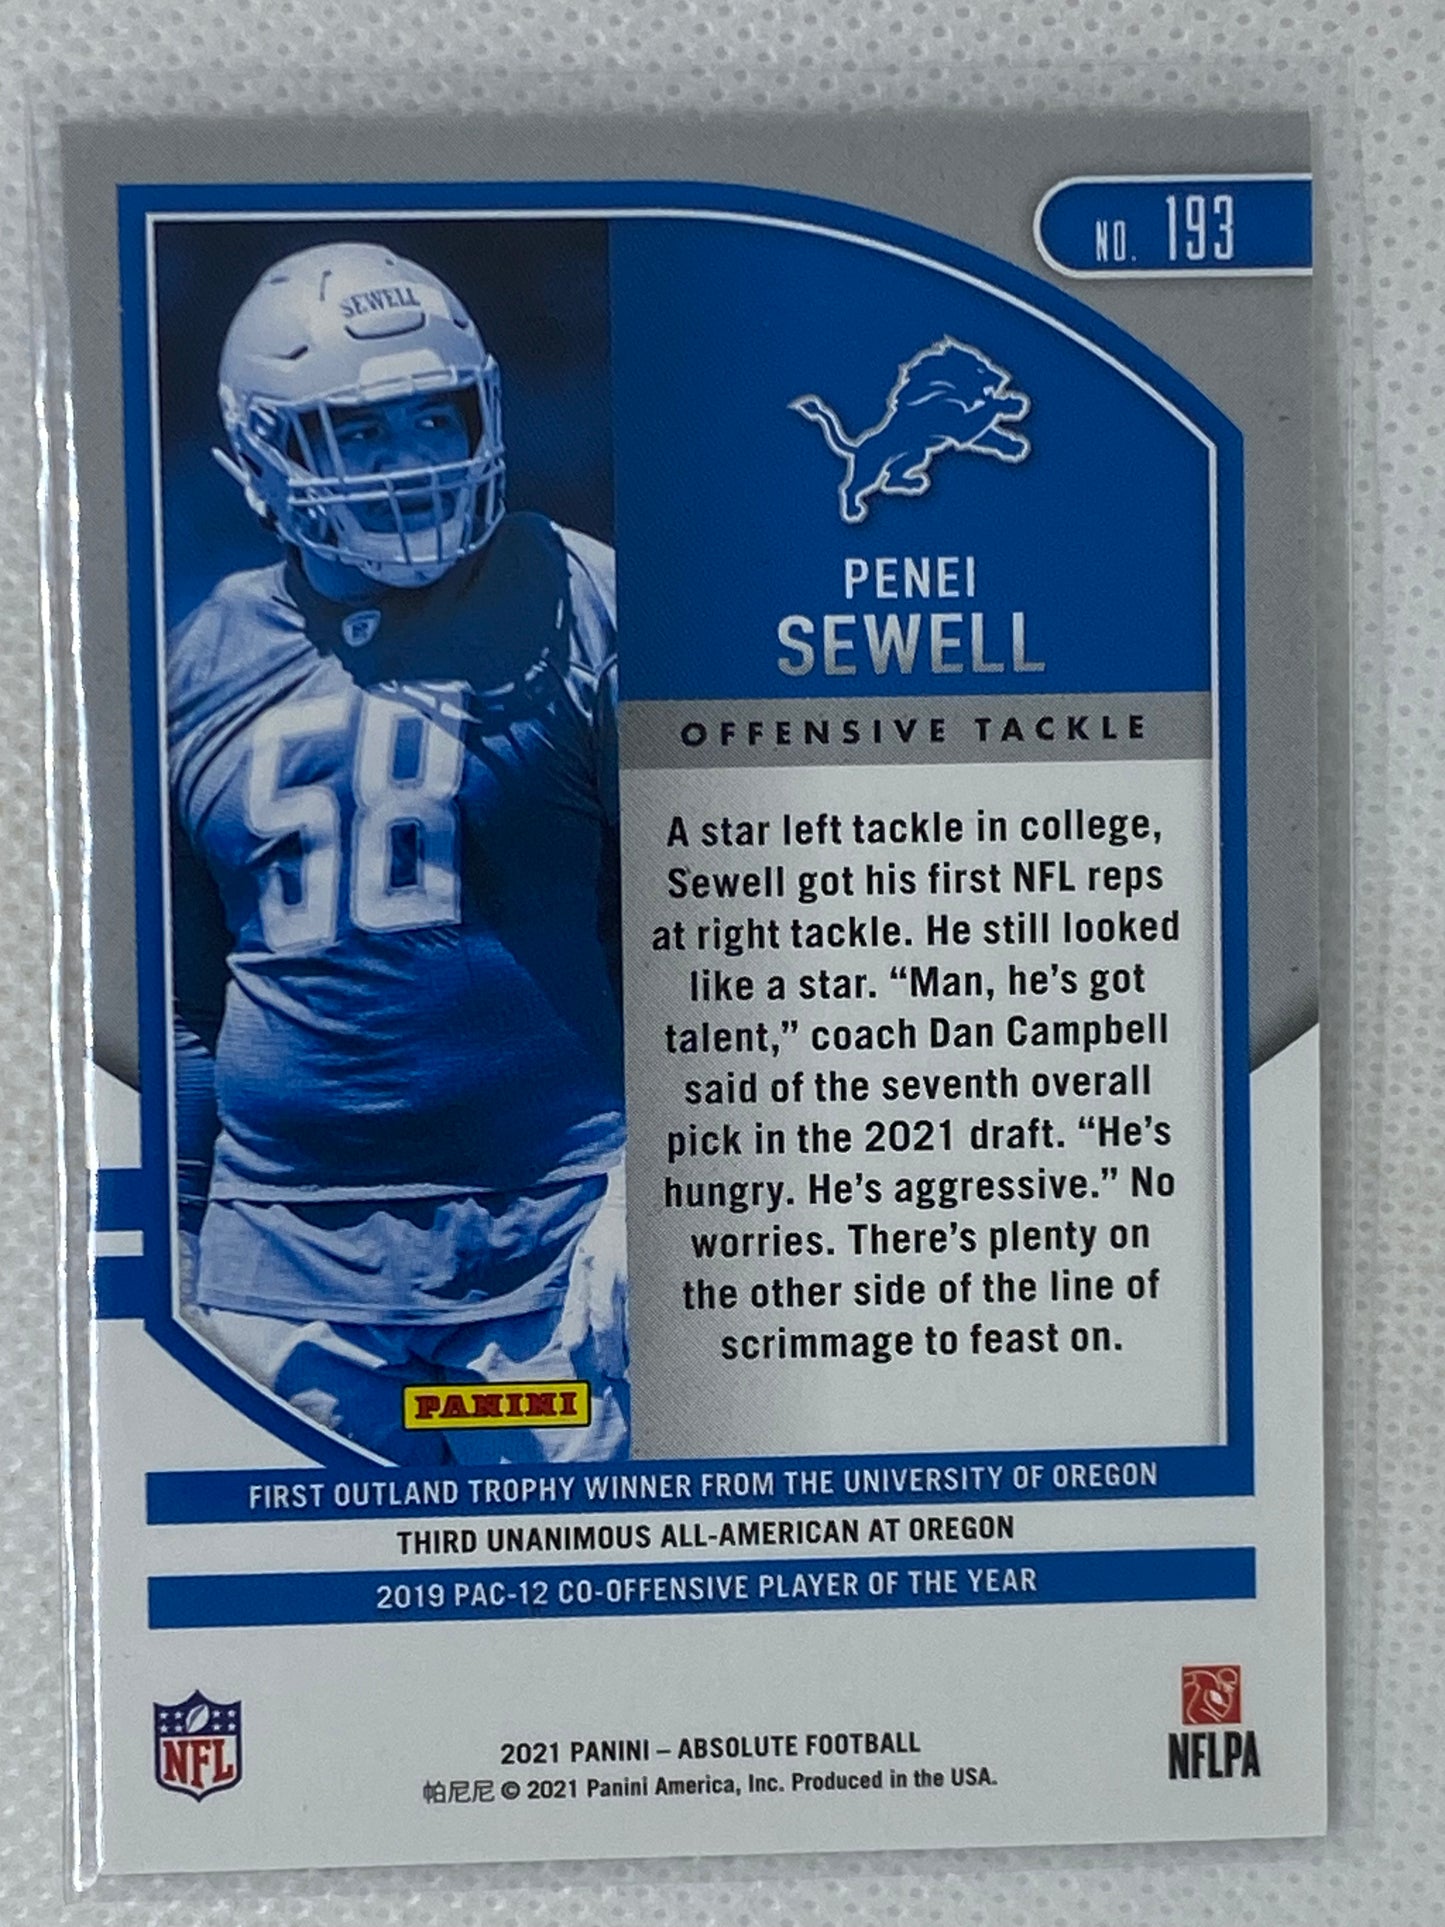 NO. 193
SEWELL
PENEI
SEWELL
OFFENSIVE TACKLE
58
A star left tackle in college,
Sewell got his first NFL reps
at right tackle. He still looked
like a star. “Man, he’s got
talent,” coach Dan Campbell
said of the seventh overall
pick in the 2021 draft. “He’s
hungry. He’s aggressive.” No
worries. There’s plenty on
the other side of the line of
scrimmage to feast on.
PANINI
FIRST OUTLAND TROPHY WINNER FROM THE UNIVERSITY OF OREGON
THIRD UNANIMOUS ALL-AMERICAN AT OREGON
2019 PAC-12 CO-OFFENSIVE PLAYER OF THE YEAR
NFL
NFLPA
2021 PANINI – ABSOLUTE FOOTBALL
帕尼尼 © 2021 Panini America, Inc. Produced in the USA.